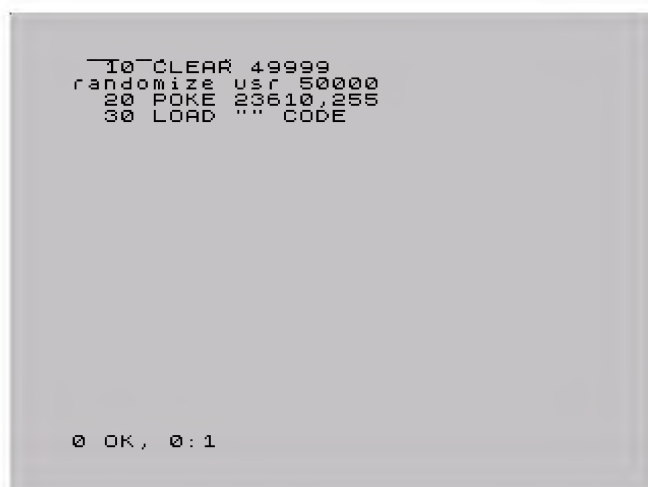 10 CLEAR 49999
randomize usr 50000
20 POKE 23610,255
30 LOAD "" CODE
0 OK, 0:1